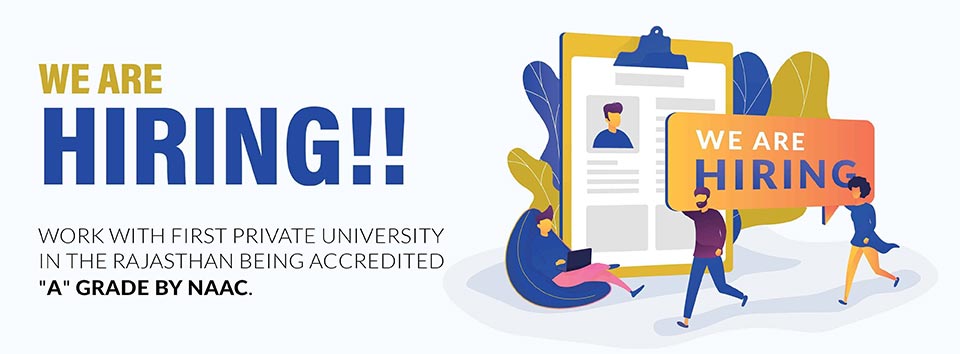 WE ARE
HIRING!!
WORK WITH FIRST PRIVATE UNIVERSITY
IN THE RAJASTHAN BEING ACCREDITED
"A" GRADE BY NAAC.
WE ARE
HIRING